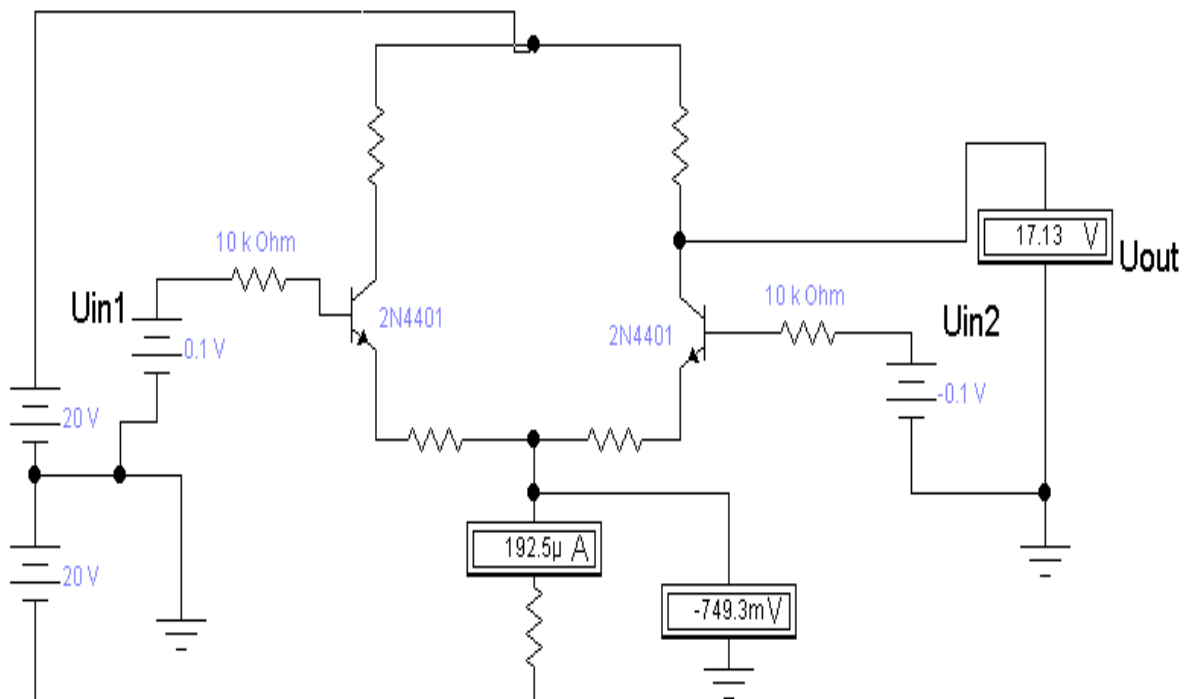 10 k Ohm
17.13 V
Uout
Uin1
10 k Ohm
2N4401
2N4401
Uin2
0.1 V
-0.1 V
20 V
192.5µ A
20 V
-749.3mV